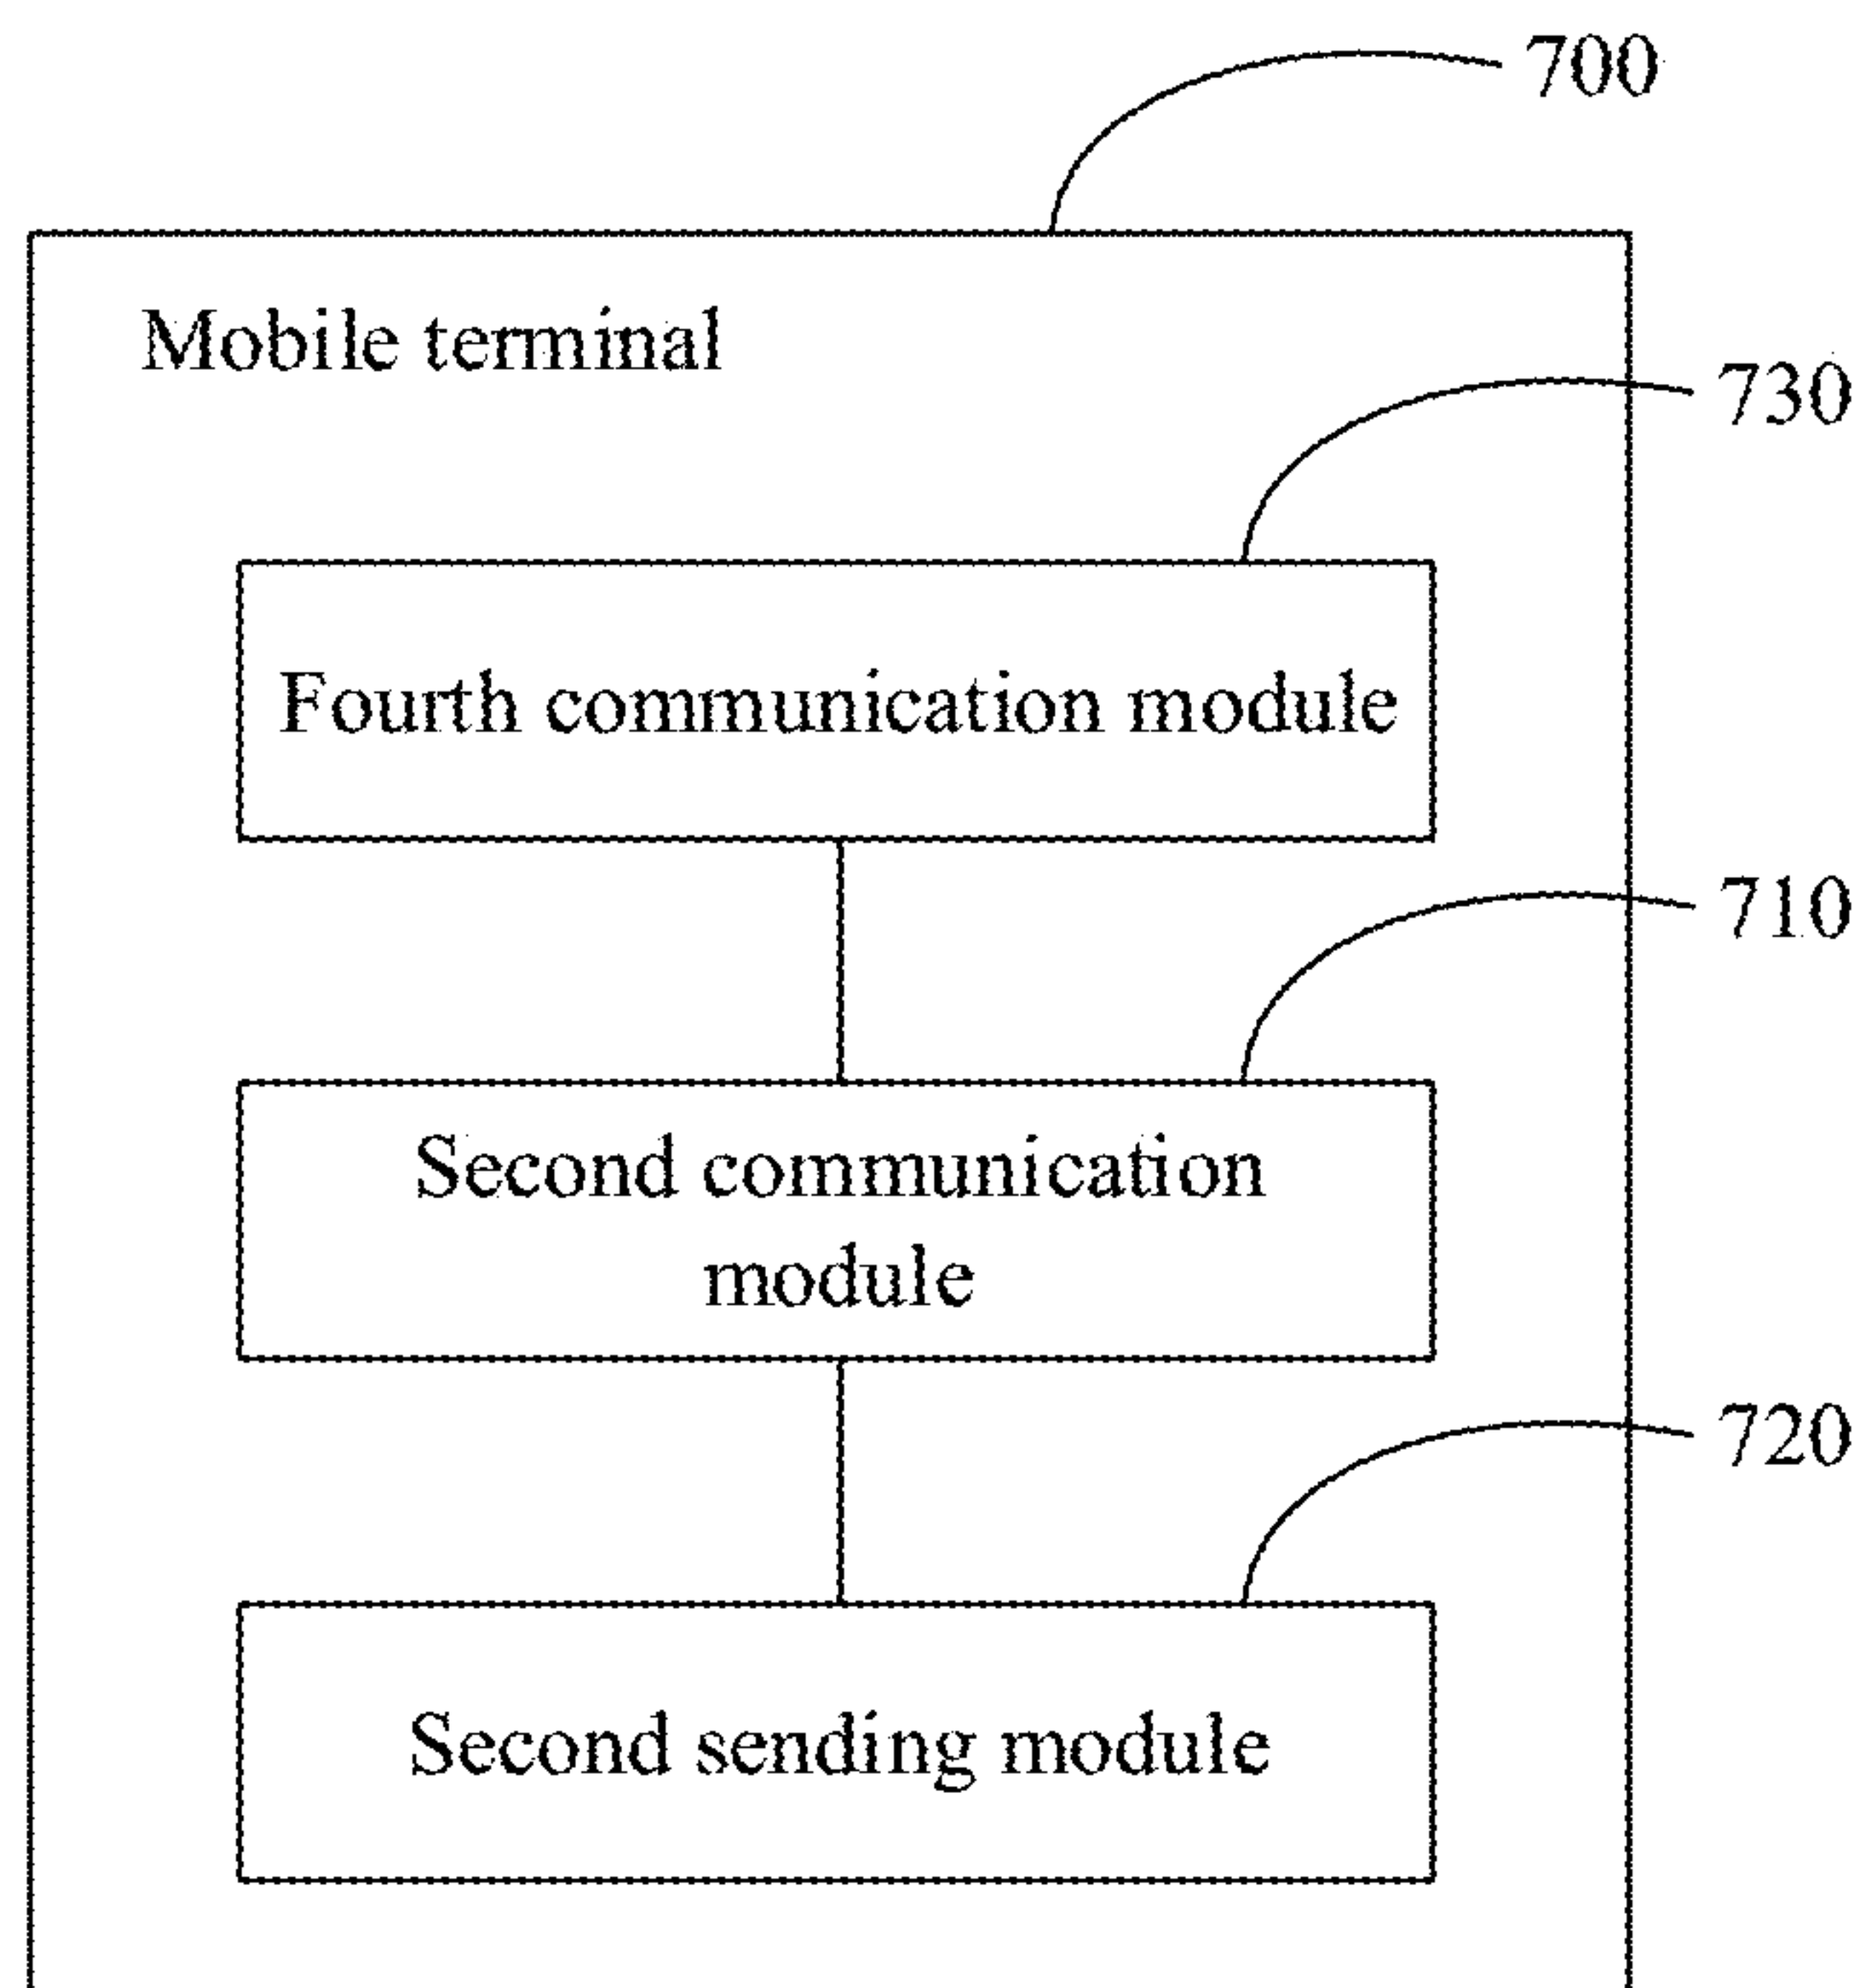 700
Mobile terminal
730
Fourth communication module
710
Second communication
module
720
Second sending module